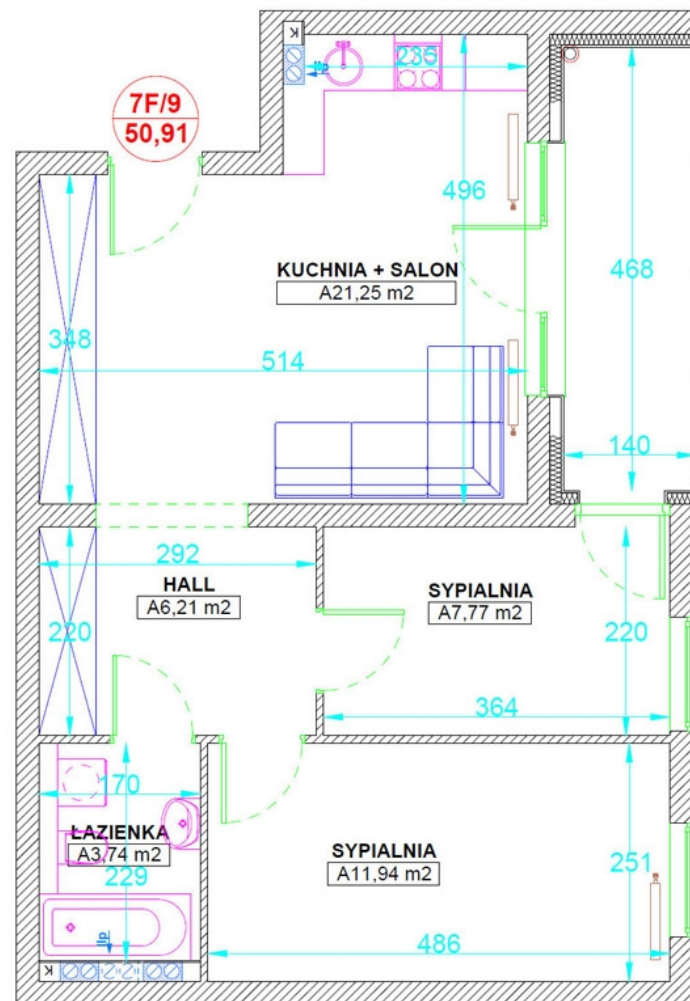 K
lłp
236
7F/9
50,91
496
KUCHNIA + SALON
A21,25 m2
468
348
514
140
292
HALL
A6,21 m2
SYPIALNIA
A7,77 m2
220
220
364
170
ŁAZIENKA
A3,74 m2
229
SYPIALNIA
A11,94 m2
251
486
K